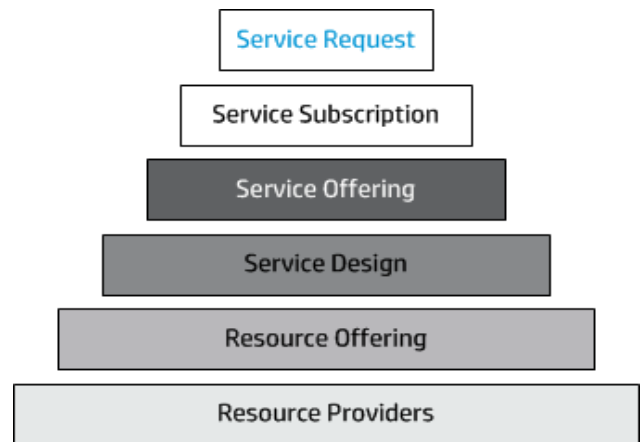 Service Request
Service Subscription
Service Offering
Service Design
Resource Offering
Resource Providers